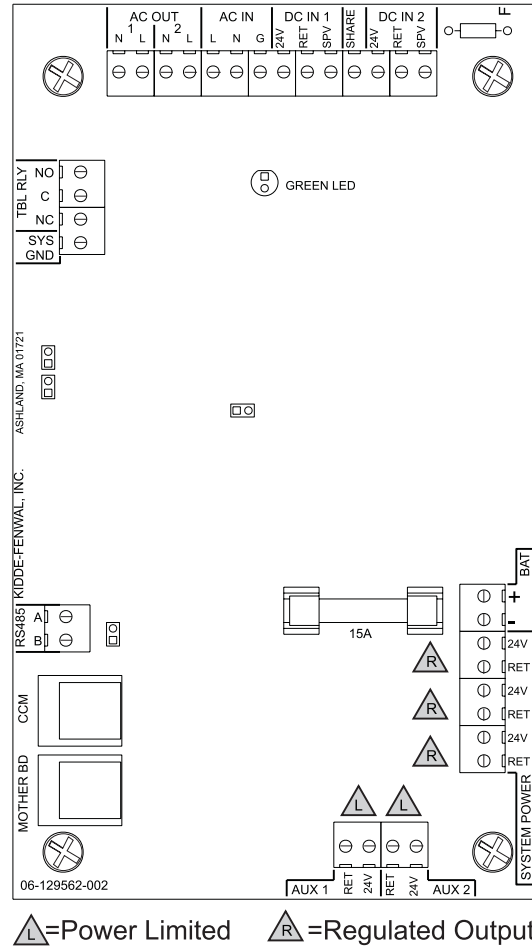 AC OUT
1 2
N L N L
AC IN
L N G
DC IN 1
24V RET SPV
SHARE
DC IN 2
24V RET SPV
F
TBL RLY
NO
C
NC
SYS
GND
GREEN LED
ASHLAND, MA 01721
KIDDE-FENWAL, INC.
RS485
A
B
15A
BAT
+
-
24V
RET
24V
RET
24V
RET
SYSTEM POWER
R
R
R
CCM
MOTHER BD
L L
06-129562-002
AUX 1
RET 24V
RET 24V
AUX 2
L =Power Limited
R =Regulated Output